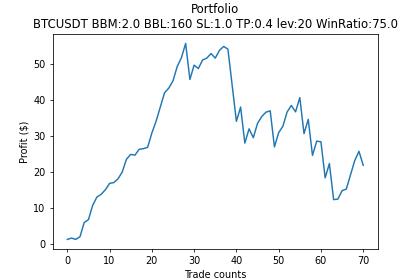 Portfolio
BTCUSDT BBM:2.0 BBL:160 SL:1.0 TP:0.4 lev:20 WinRatio:75.0
Profit ($)
50
40
30
20
10
0
0 10 20 30 40 50 60 70
Trade counts